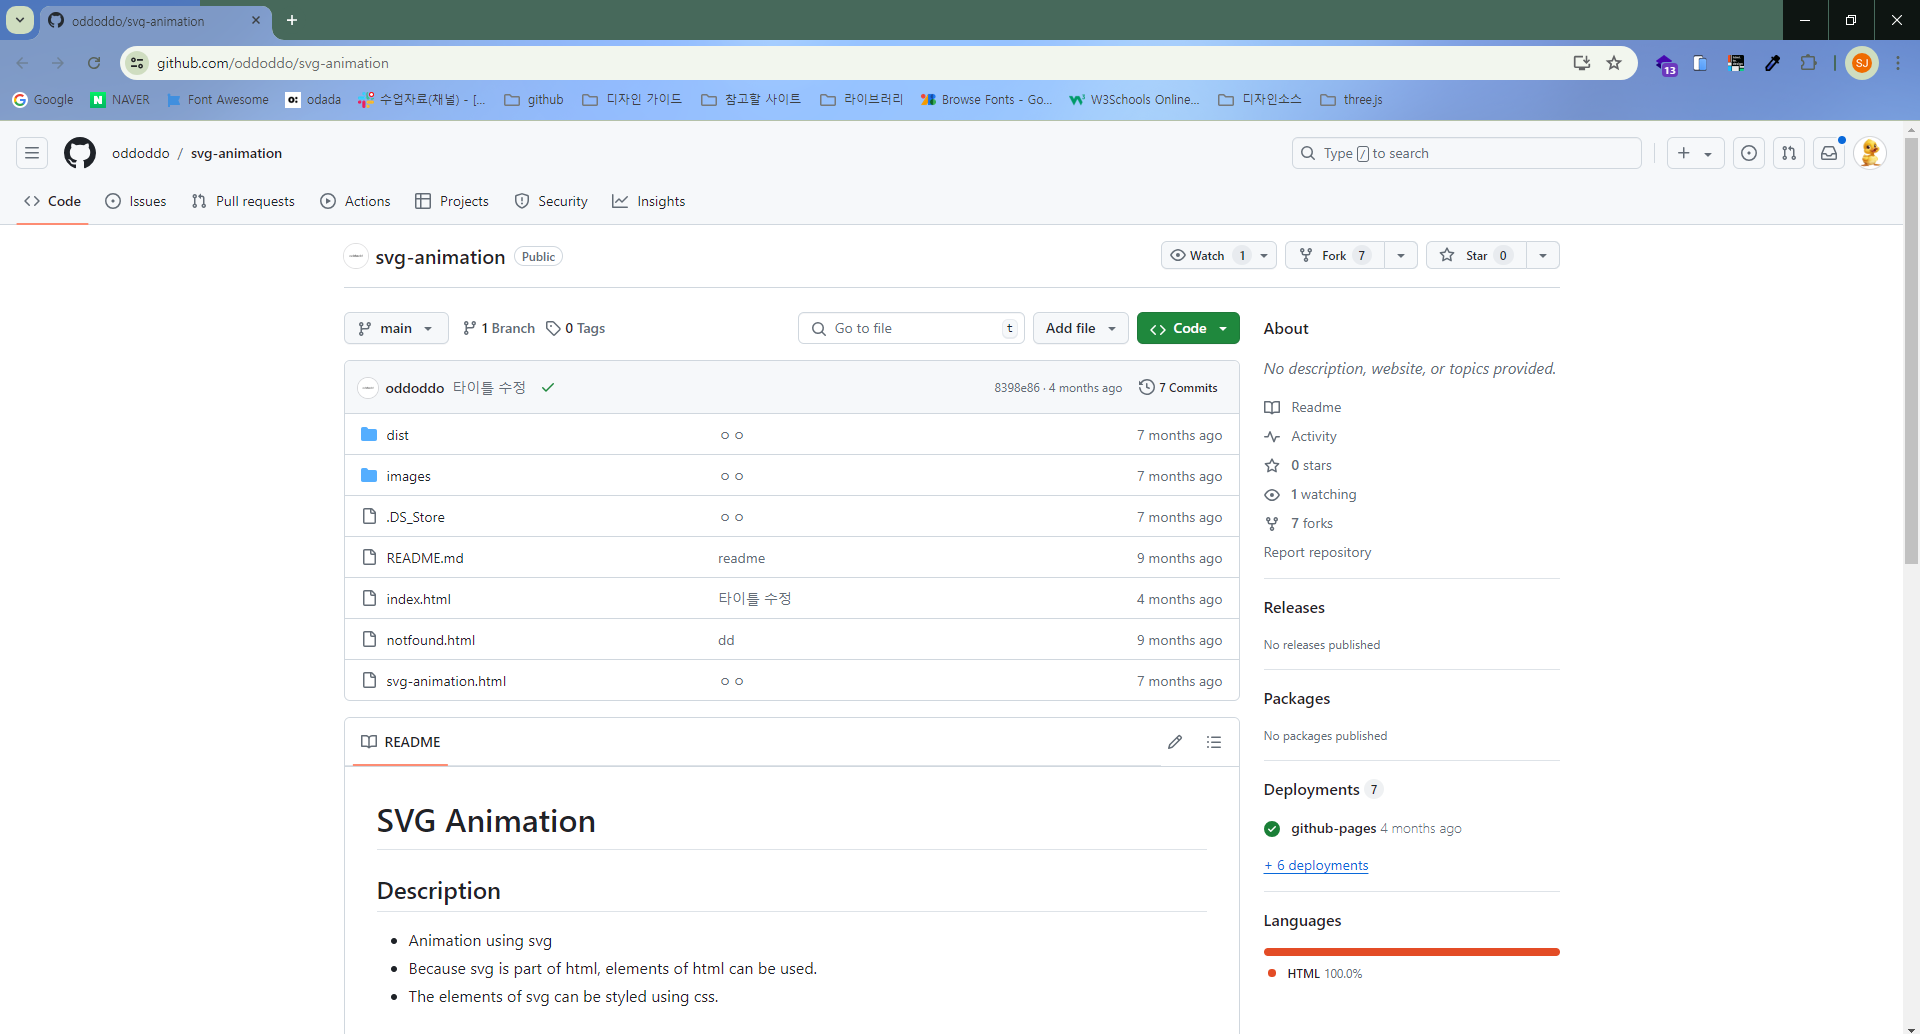 oddoddo/svg-animation
github.com/oddoddo/svg-animation
SJ
13
Google
NAVER
Font Awesome
odada
수업자료(채널) - [...
github
디자인 가이드
참고할 사이트
라이브러리
Browse Fonts - Go...
W3Schools Online...
디자인소스
three.js
oddoddo / svg-animation
Type / to search
Code
Issues
Pull requests
Actions
Projects
Security
Insights
svg-animation Public
Watch 1
Fork 7
Star 0
main
1 Branch
0 Tags
Go to file t
Add file
Code
oddoddo 타이틀 수정
8398e86 · 4 months ago
7 Commits
dist ㅇㅇ 7 months ago
images ㅇㅇ 7 months ago
.DS_Store ㅇㅇ 7 months ago
README.md readme 9 months ago
index.html 타이틀 수정 4 months ago
notfound.html dd 9 months ago
svg-animation.html ㅇㅇ 7 months ago
README
SVG Animation
Description
Animation using svg
Because svg is part of html, elements of html can be used.
The elements of svg can be styled using css.
About
No description, website, or topics provided.
Readme
Activity
0 stars
1 watching
7 forks
Report repository
Releases
No releases published
Packages
No packages published
Deployments 7
github-pages 4 months ago
+ 6 deployments
Languages
HTML 100.0%